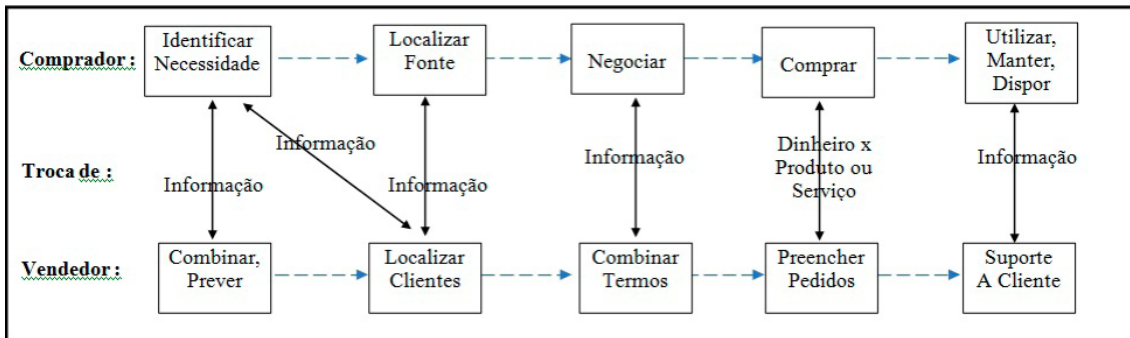 Comprador :
Identificar
Necessidade
Localizar
Fonte
Negociar
Comprar
Utilizar,
Manter,
Dispor
Troca de :
Informação
Informação
Informação
Informação
Dinheiro x
Produto ou
Serviço
Informação
Vendedor :
Combinar,
Prever
Localizar
Clientes
Combinar
Termos
Preencher
Pedidos
Suporte
A Cliente